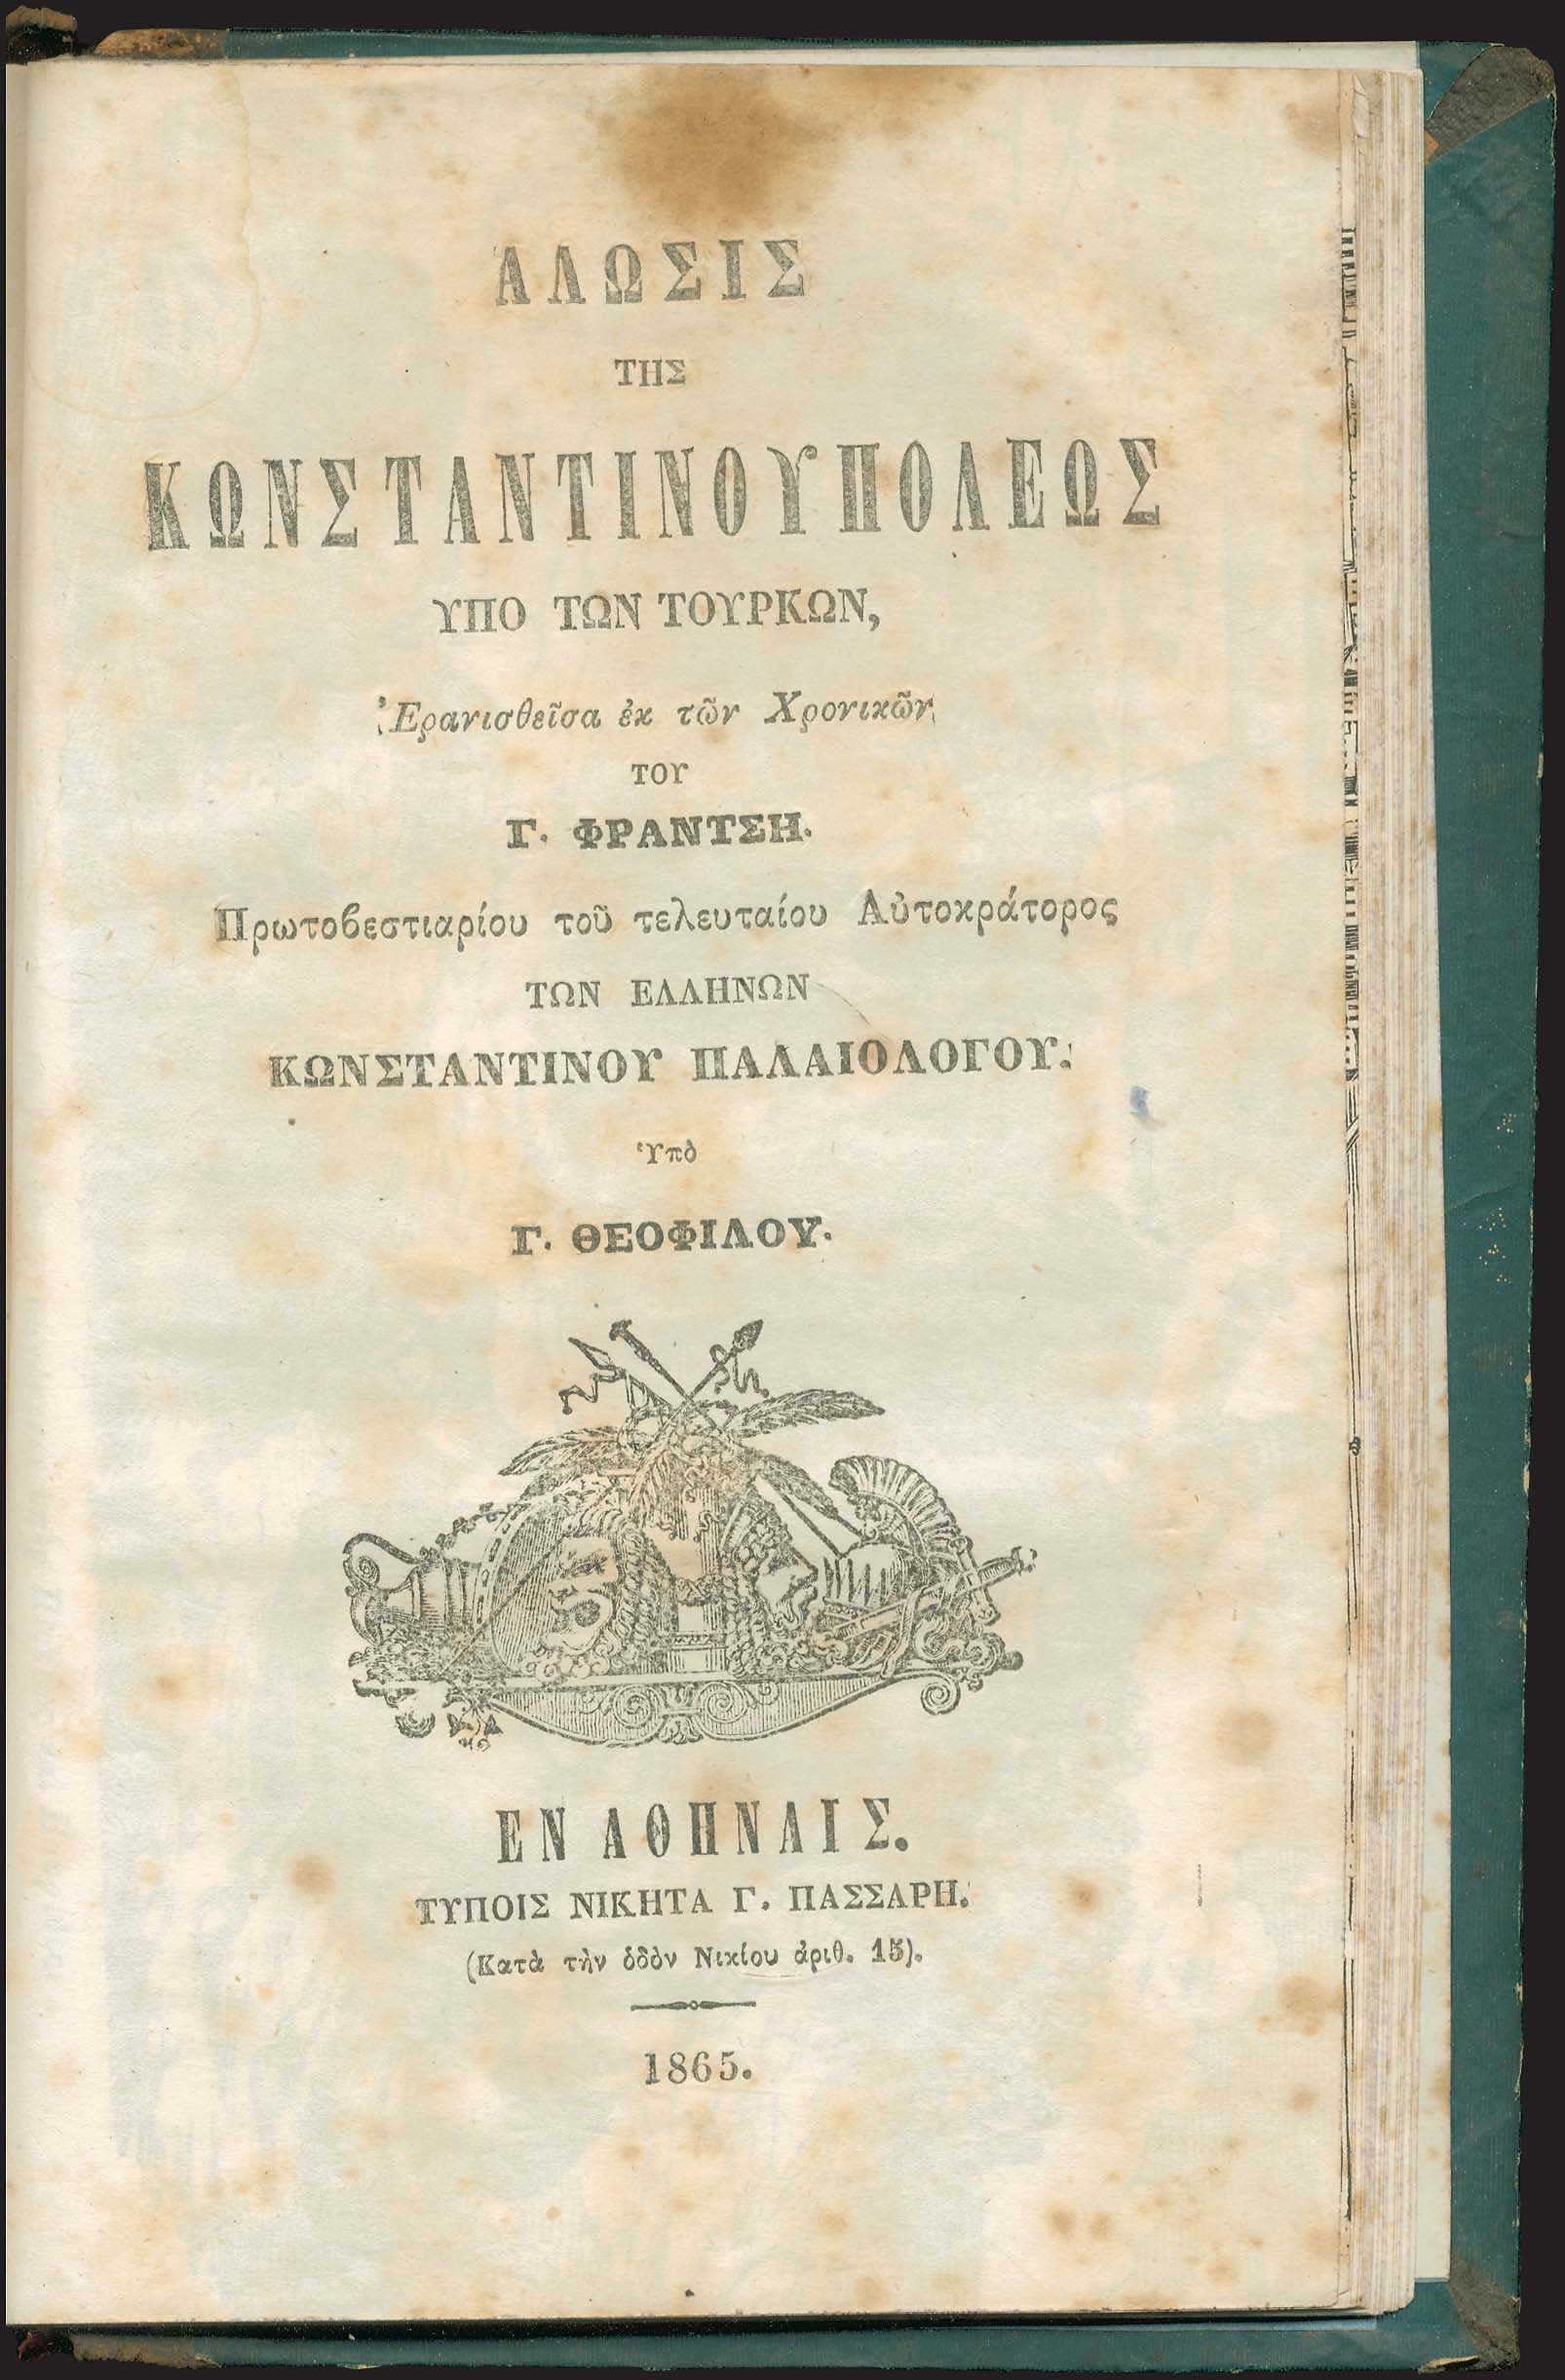 ΑΛΩΣΙΣ
ΤΗΣ
ΚΩΝΣΤΑΝΤΙΝΟΥΠΟΛΕΩΣ
ΥΠΟ ΤΩΝ ΤΟΥΡΚΩΝ,
Ἐρανισθεῖσα ἐκ τῶν Χρονικῶν
ΤΟΥ
Γ. ΦΡΑΝΤΣΗ.
Πρωτοβεστιαρίου τοῦ τελευταίου Αὐτοκράτορος
ΤΩΝ ΕΛΛΗΝΩΝ
ΚΩΝΣΤΑΝΤΙΝΟΥ ΠΑΛΑΙΟΛΟΓΟΥ.
Ὑπὸ
Γ. ΘΕΟΦΙΛΟΥ.
ΕΝ ΑΘΗΝΑΙΣ.
ΤΥΠΟΙΣ ΝΙΚΗΤΑ Γ. ΠΑΣΣΑΡΗ.
(Κατὰ τὴν ὁδὸν Νικίου ἀριθ. 15).
1865.